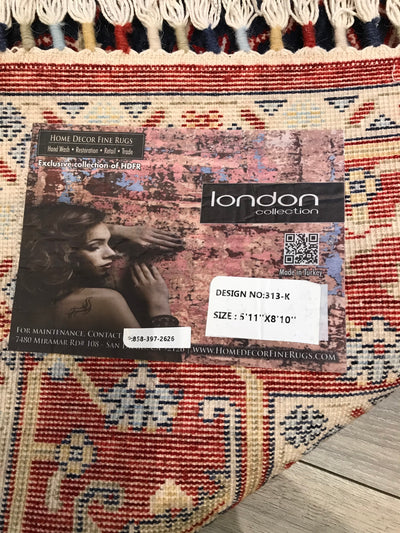 HOME DECOR FINE RUGS
Hand Wash • Restoration • Retail • Trade
Exclusive collection of HDFR
london
collection
Made in Turkey
DESIGN NO:313-K
SIZE : 5'11''X8'10''
FOR MAINTENANCE. CONTACT
858-397-2626
7480 MIRAMAR RD# 108 - SAN
WWW.HOMEDECORFINERUGS.COM